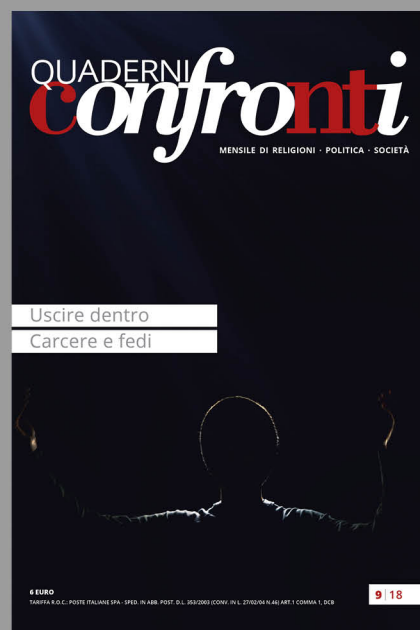 QUADERNI
confronti
MENSILE DI RELIGIONI · POLITICA · SOCIETÀ
Uscire dentro
Carcere e fedi
6 EURO
TARIFFA R.O.C.: POSTE ITALIANE SPA - SPED. IN ABB. POST. D.L. 353/2003 (CONV. IN L. 27/02/04 N.46) ART.1 COMMA 1, DCB
9|18